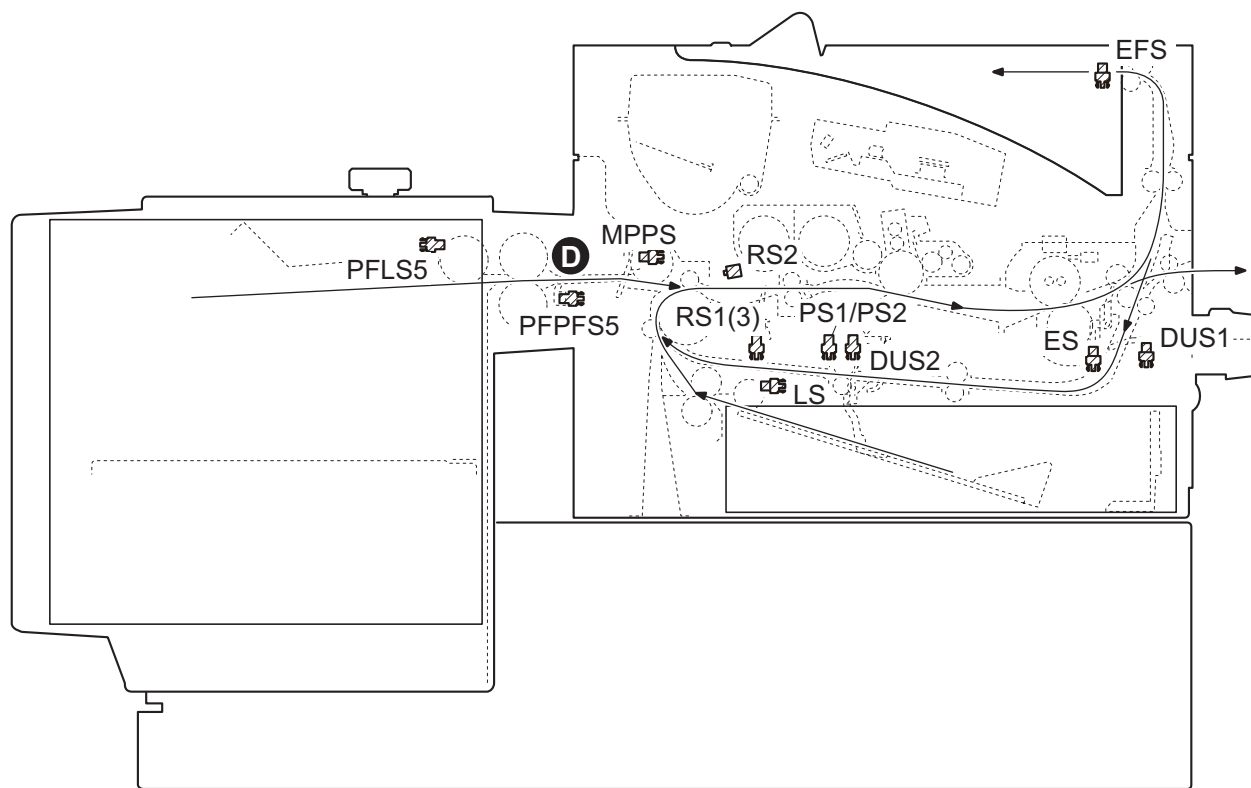 EFS
MPPS
D
RS2
PFLS5
PFPFS5
RS1(3)
PS1/PS2
ES
DUS1
DUS2
LS